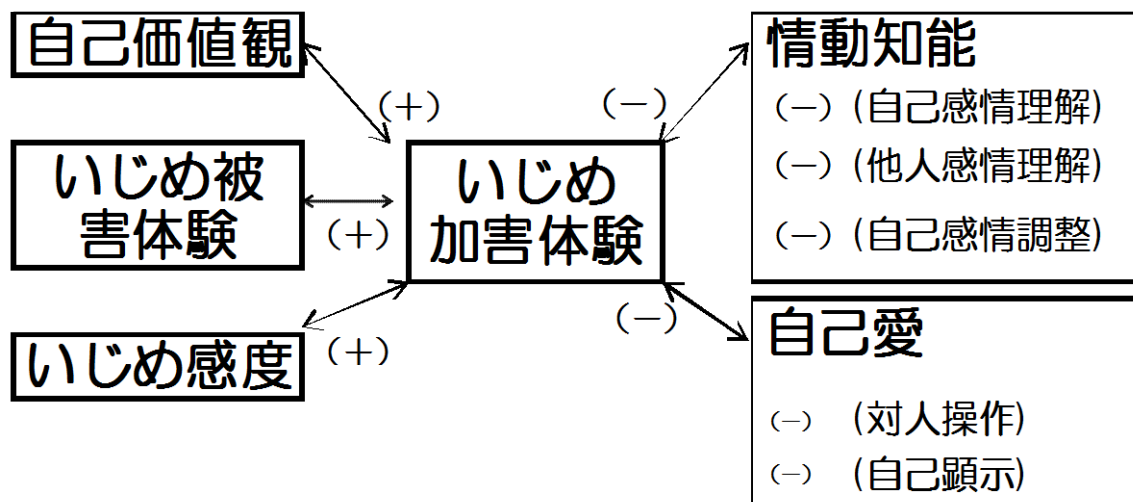 自己価値観
(+)
いじめ被
害体験
(+)
いじめ感度
(+)
いじめ
加害体験
(−)
(−)
情動知能
(−) (自己感情理解)
(−) (他人感情理解)
(−) (自己感情調整)
自己愛
(−) (対人操作)
(−) (自己顕示)